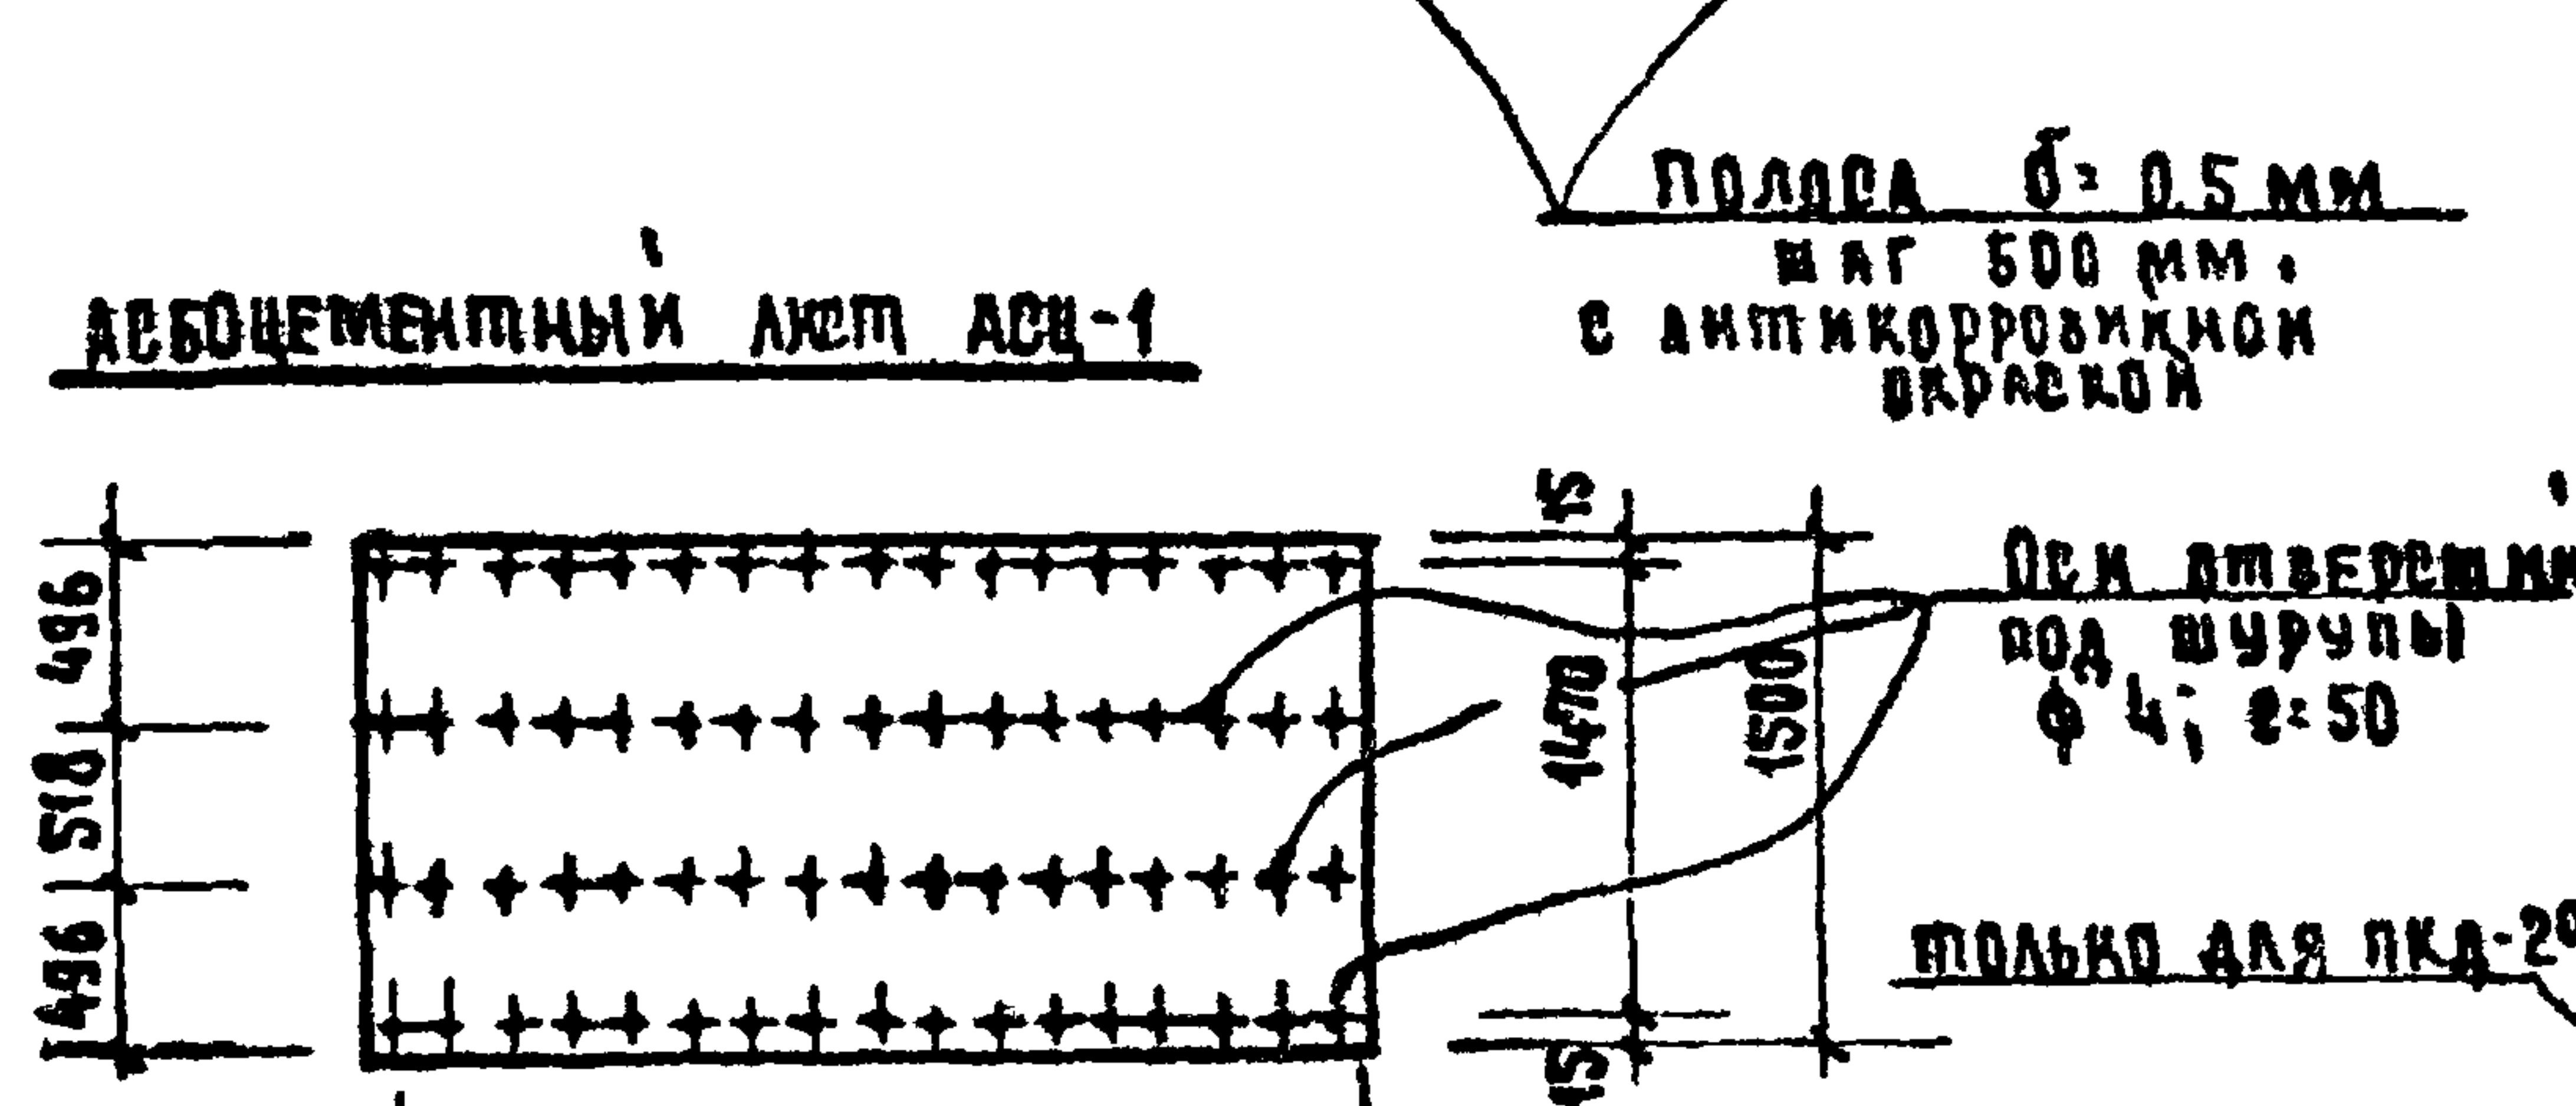 ПОЛОСА δ= 0.5 ММ
ШАГ 500 ММ.
С АНТИКОРРОЗИЙНОЙ
ОКРАСКОЙ
АСБОЦЕМЕНТНЫЙ ЛИСТ АСЦ-1
15
ОСИ ОТВЕРСТИЙ
ПОД ШУРУПЫ
ф 4; ℓ=50
496
518
496
1470
1500
ТОЛЬКО ДЛЯ ПКД-2
15